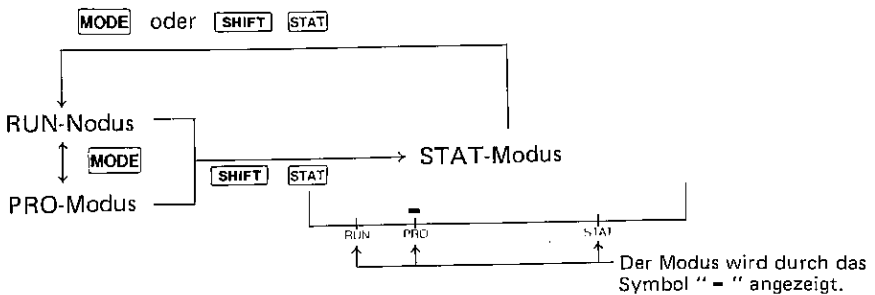 MODE oder SHIFT STAT
RUN-Nodus
MODE
STAT-Modus
SHIFT STAT
PRO-Modus
RUN PRO STAT
Der Modus wird durch das
Symbol “ - ” angezeigt.